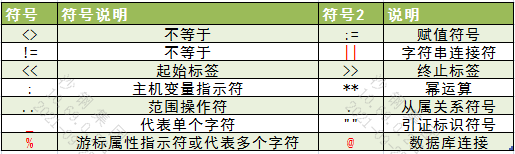 符号 符号说明 符号2 说明
<> 不等于 := 赋值符号
!= 不等于 || 字符串连接符
<< 起始标签 >> 终止标签
: 主机变量指示符 ** 幂运算
.. 范围操作符 . 从属关系符号
_ 代表单个字符 "" 引证标识符号
% 游标属性指示符或代表多个字符 @ 数据库连接